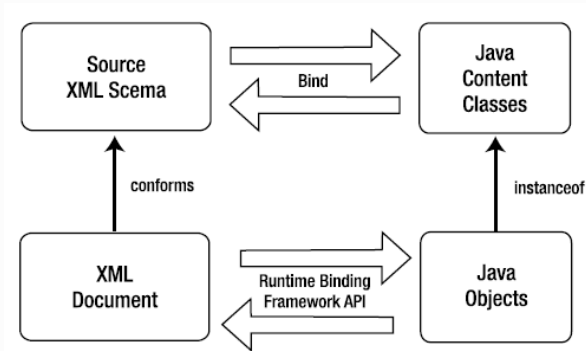 Source
XML Scema
Bind
Java
Content
Classes
conforms
instanceof
XML
Document
Runtime Binding
Framework API
Java
Objects